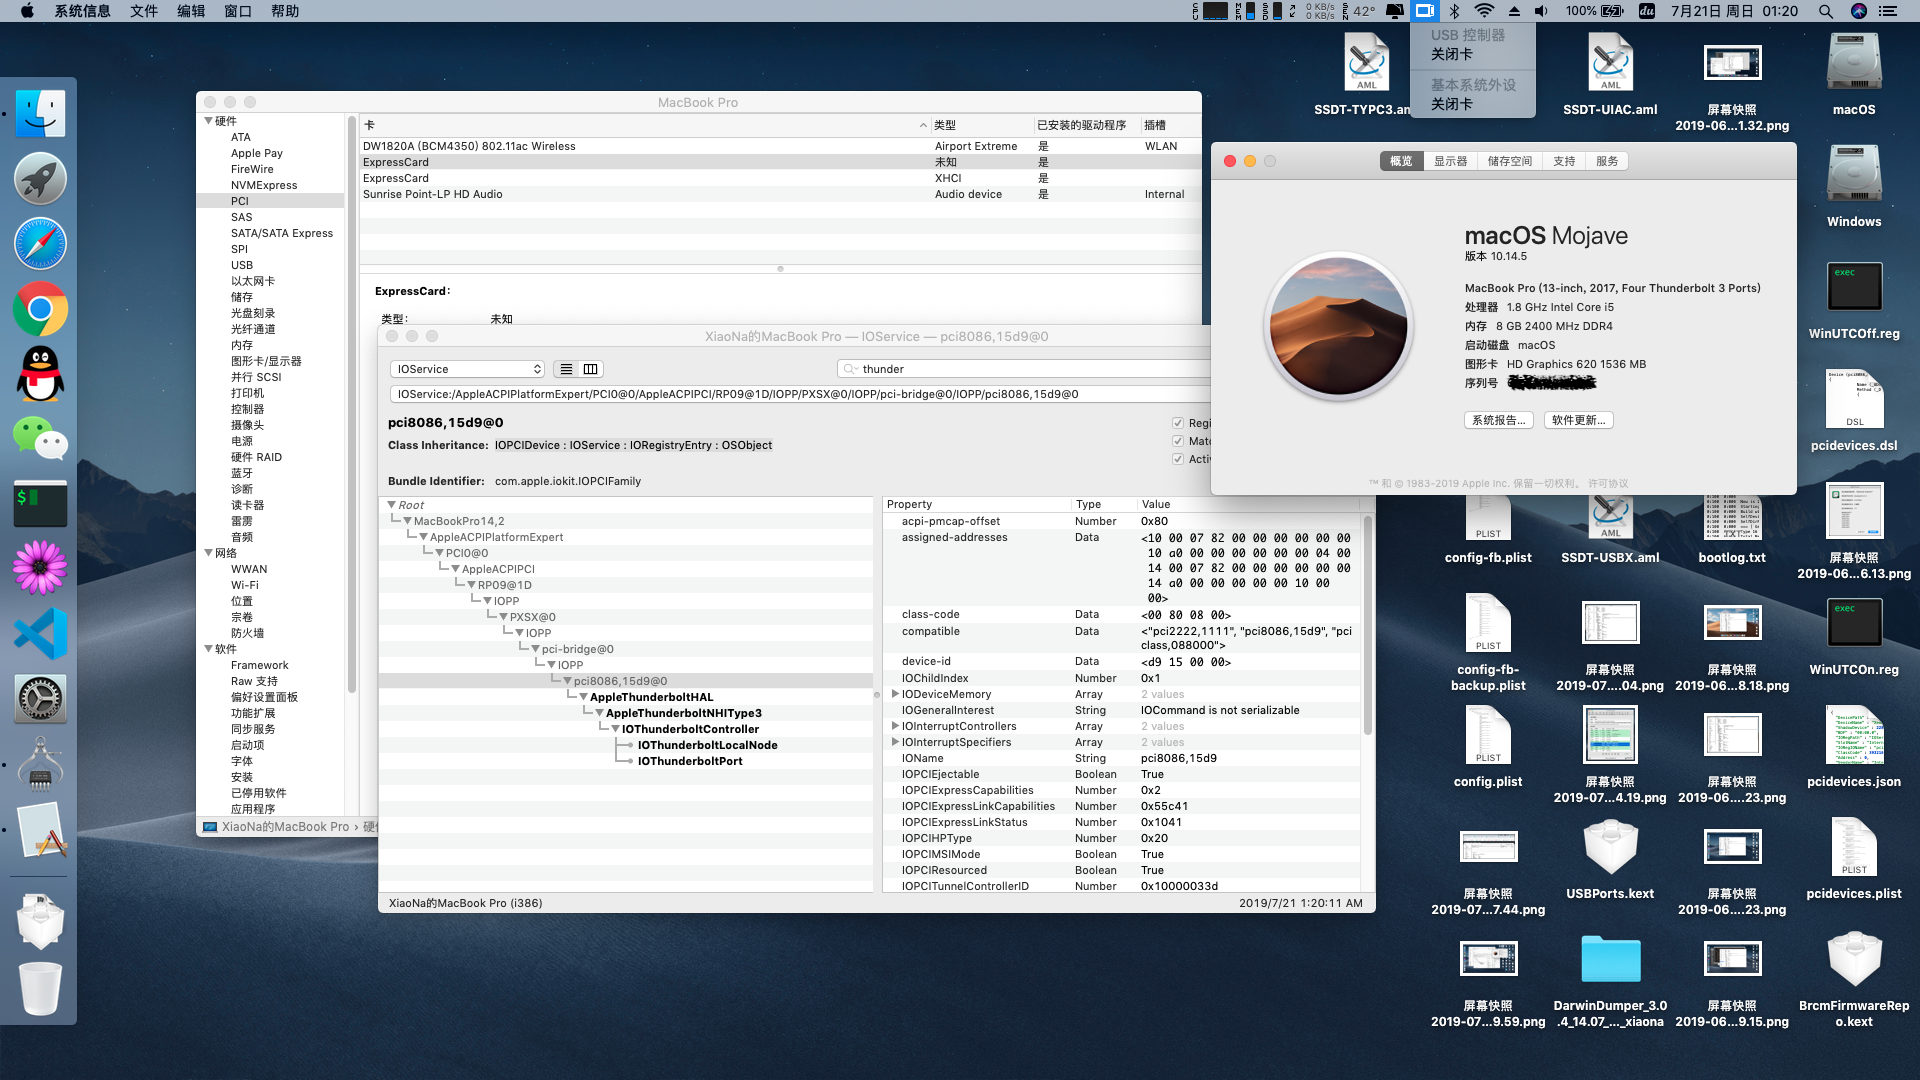 系统信息 文件 编辑 窗口 帮助
CPU MEM SSD 0 KB/s 0 KB/s SEN 42° 100% du 7月21日 周日 01:20
USB 控制器
关闭卡
基本系统外设
关闭卡
MacBook Pro
硬件
ATA
Apple Pay
FireWire
NVMExpress
PCI
SAS
SATA/SATA Express
SPI
USB
以太网卡
储存
光盘刻录
光纤通道
内存
图形卡/显示器
并行 SCSI
打印机
控制器
摄像头
电源
硬件 RAID
蓝牙
诊断
读卡器
雷雳
音频
网络
WWAN
Wi-Fi
位置
宗卷
防火墙
软件
Framework
Raw 支持
偏好设置面板
功能扩展
同步服务
启动项
字体
安装
已停用软件
应用程序
XiaoNa的MacBook Pro ›
卡 类型 已安装的驱动程序 插槽
DW1820A (BCM4350) 802.11ac Wireless Airport Extreme 是 WLAN
ExpressCard 未知 是
ExpressCard XHCI 是
Sunrise Point-LP HD Audio Audio device 是 Internal
ExpressCard：
类型： 未知
XiaoNa的MacBook Pro — IOService — pci8086,15d9@0
IOService thunder
IOService:/AppleACPIPlatformExpert/PCI0@0/AppleACPIPCI/RP09@1D/IOPP/PXSX@0/IOPP/pci-bridge@0/IOPP/pci8086,15d9@0
pci8086,15d9@0
Class Inheritance: IOPCIDevice : IOService : IORegistryEntry : OSObject
Bundle Identifier: com.apple.iokit.IOPCIFamily
Regi
Matc
Activ
Root
MacBookPro14,2
AppleACPIPlatformExpert
PCI0@0
AppleACPIPCI
RP09@1D
IOPP
PXSX@0
IOPP
pci-bridge@0
IOPP
pci8086,15d9@0
AppleThunderboltHAL
AppleThunderboltNHIType3
IOThunderboltController
IOThunderboltLocalNode
IOThunderboltPort
Property Type Value
acpi-pmcap-offset Number 0x80
assigned-addresses Data <10 00 07 82 00 00 00 00 00 00
10 a0 00 00 00 00 00 00 04 00
14 00 07 82 00 00 00 00 00 00
14 a0 00 00 00 00 00 10 00
00>
class-code Data <00 80 08 00>
compatible Data <"pci2222,1111", "pci8086,15d9", "pci
class,088000">
device-id Data <d9 15 00 00>
IOChildIndex Number 0x1
IODeviceMemory Array 2 values
IOGeneralInterest String IOCommand is not serializable
IOInterruptControllers Array 2 values
IOInterruptSpecifiers Array 2 values
IOName String pci8086,15d9
IOPCIEjectable Boolean True
IOPCIExpressCapabilities Number 0x2
IOPCIExpressLinkCapabilities Number 0x55c41
IOPCIExpressLinkStatus Number 0x1041
IOPCIHPType Number 0x20
IOPCIMSIMode Boolean True
IOPCIResourced Boolean True
IOPCITunnelControllerID Number 0x10000033d
XiaoNa的MacBook Pro (i386) 2019/7/21 1:20:11 AM
概览 显示器 储存空间 支持 服务
macOS Mojave
版本 10.14.5
MacBook Pro (13-inch, 2017, Four Thunderbolt 3 Ports)
处理器 1.8 GHz Intel Core i5
内存 8 GB 2400 MHz DDR4
启动磁盘 macOS
图形卡 HD Graphics 620 1536 MB
序列号
系统报告... 软件更新...
™ 和 © 1983-2019 Apple Inc. 保留一切权利。 许可协议
AML AML
SSDT-TYPC3.am SSDT-UIAC.aml 屏幕快照
2019-06...1.32.png macOS
Windows
exec
WinUTCOff.reg
DSL
pcidevices.dsl
PLIST AML TXT
config-fb.plist SSDT-USBX.aml bootlog.txt 屏幕快照
2019-06...6.13.png
PLIST exec
config-fb-
backup.plist 屏幕快照
2019-07....04.png 屏幕快照
2019-06...8.18.png WinUTCOn.reg
PLIST
config.plist 屏幕快照
2019-07...4.19.png 屏幕快照
2019-06....23.png pcidevices.json
PLIST
屏幕快照
2019-07...7.44.png USBPorts.kext 屏幕快照
2019-06....23.png pcidevices.plist
屏幕快照
2019-07...9.59.png DarwinDumper_3.0
.4_14.07_..._xiaona 屏幕快照
2019-06...9.15.png BrcmFirmwareRep
o.kext